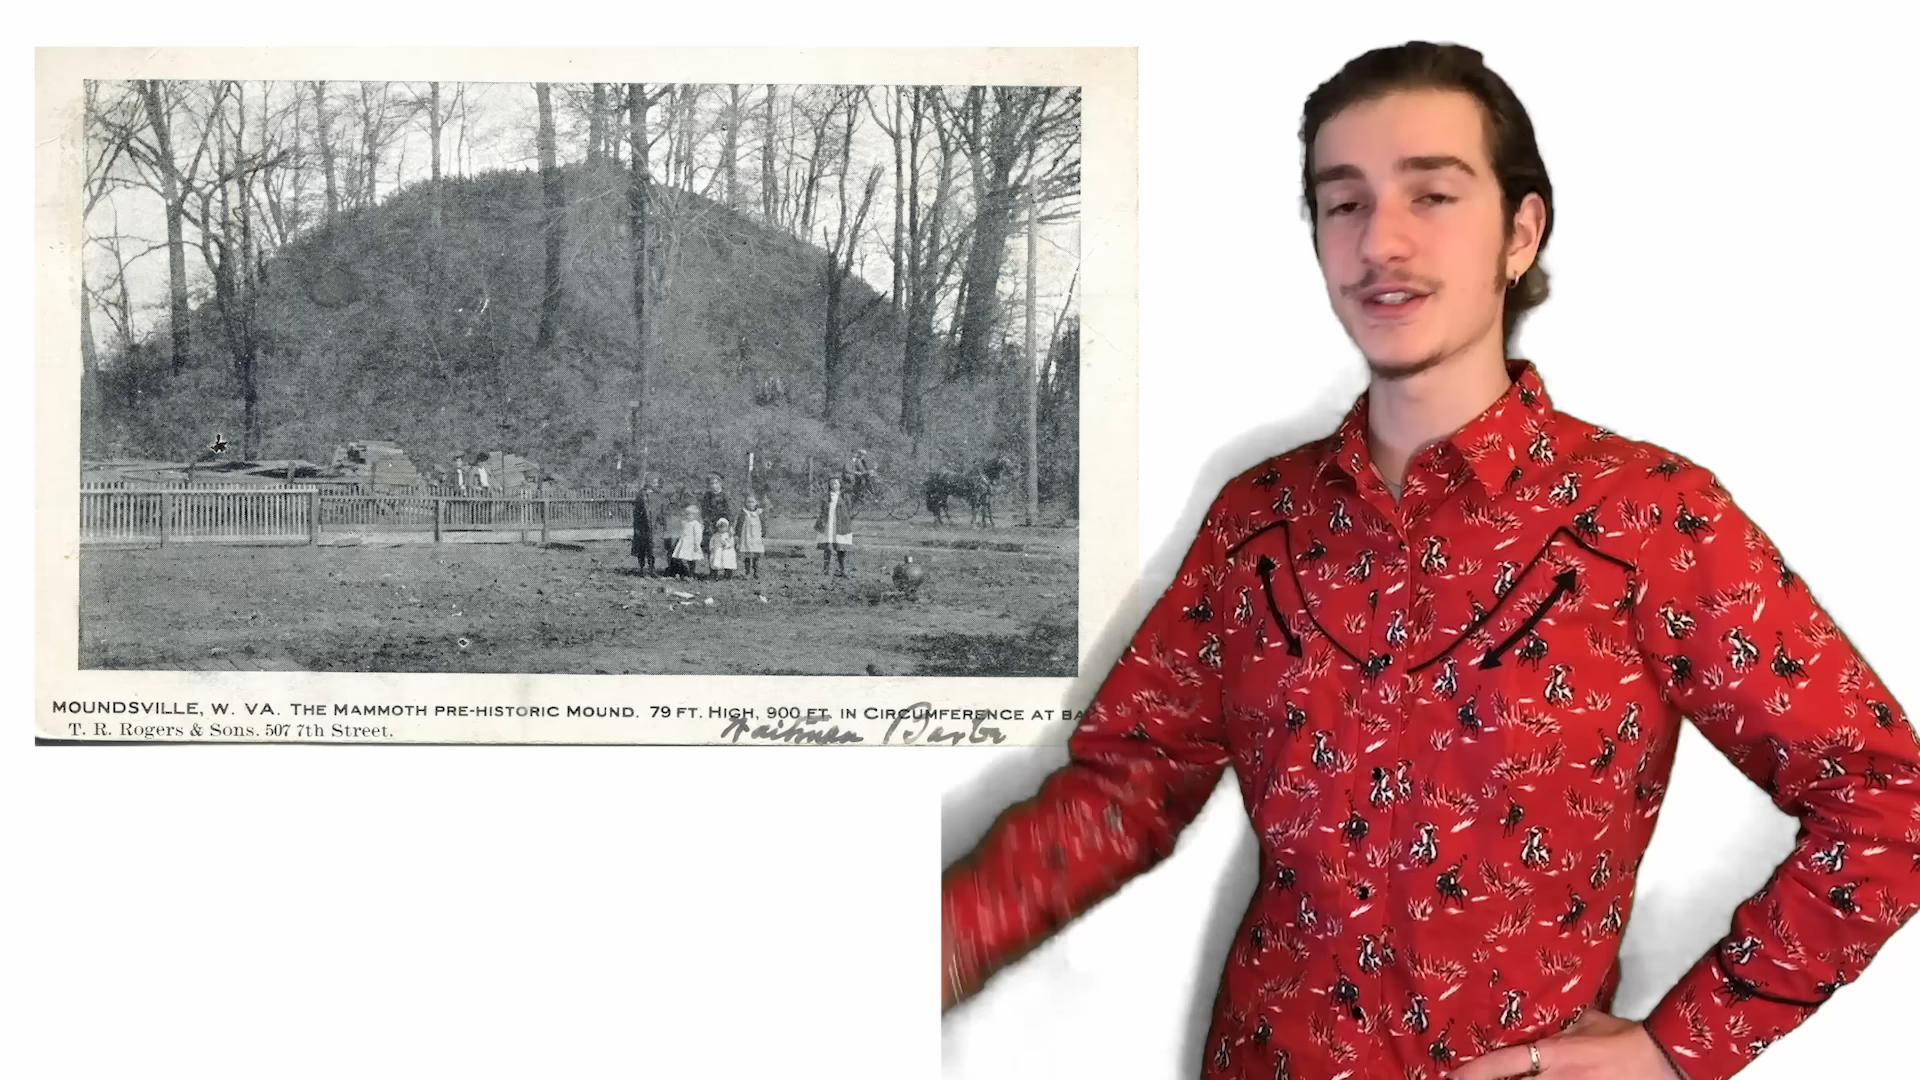 MOUNDSVILLE, W. VA. THE MAMMOTH PRE-HISTORIC MOUND. 79 FT. HIGH, 900 FT. IN CIRCUMFERENCE AT
T. R. Rogers & Sons. 507 7th Street.